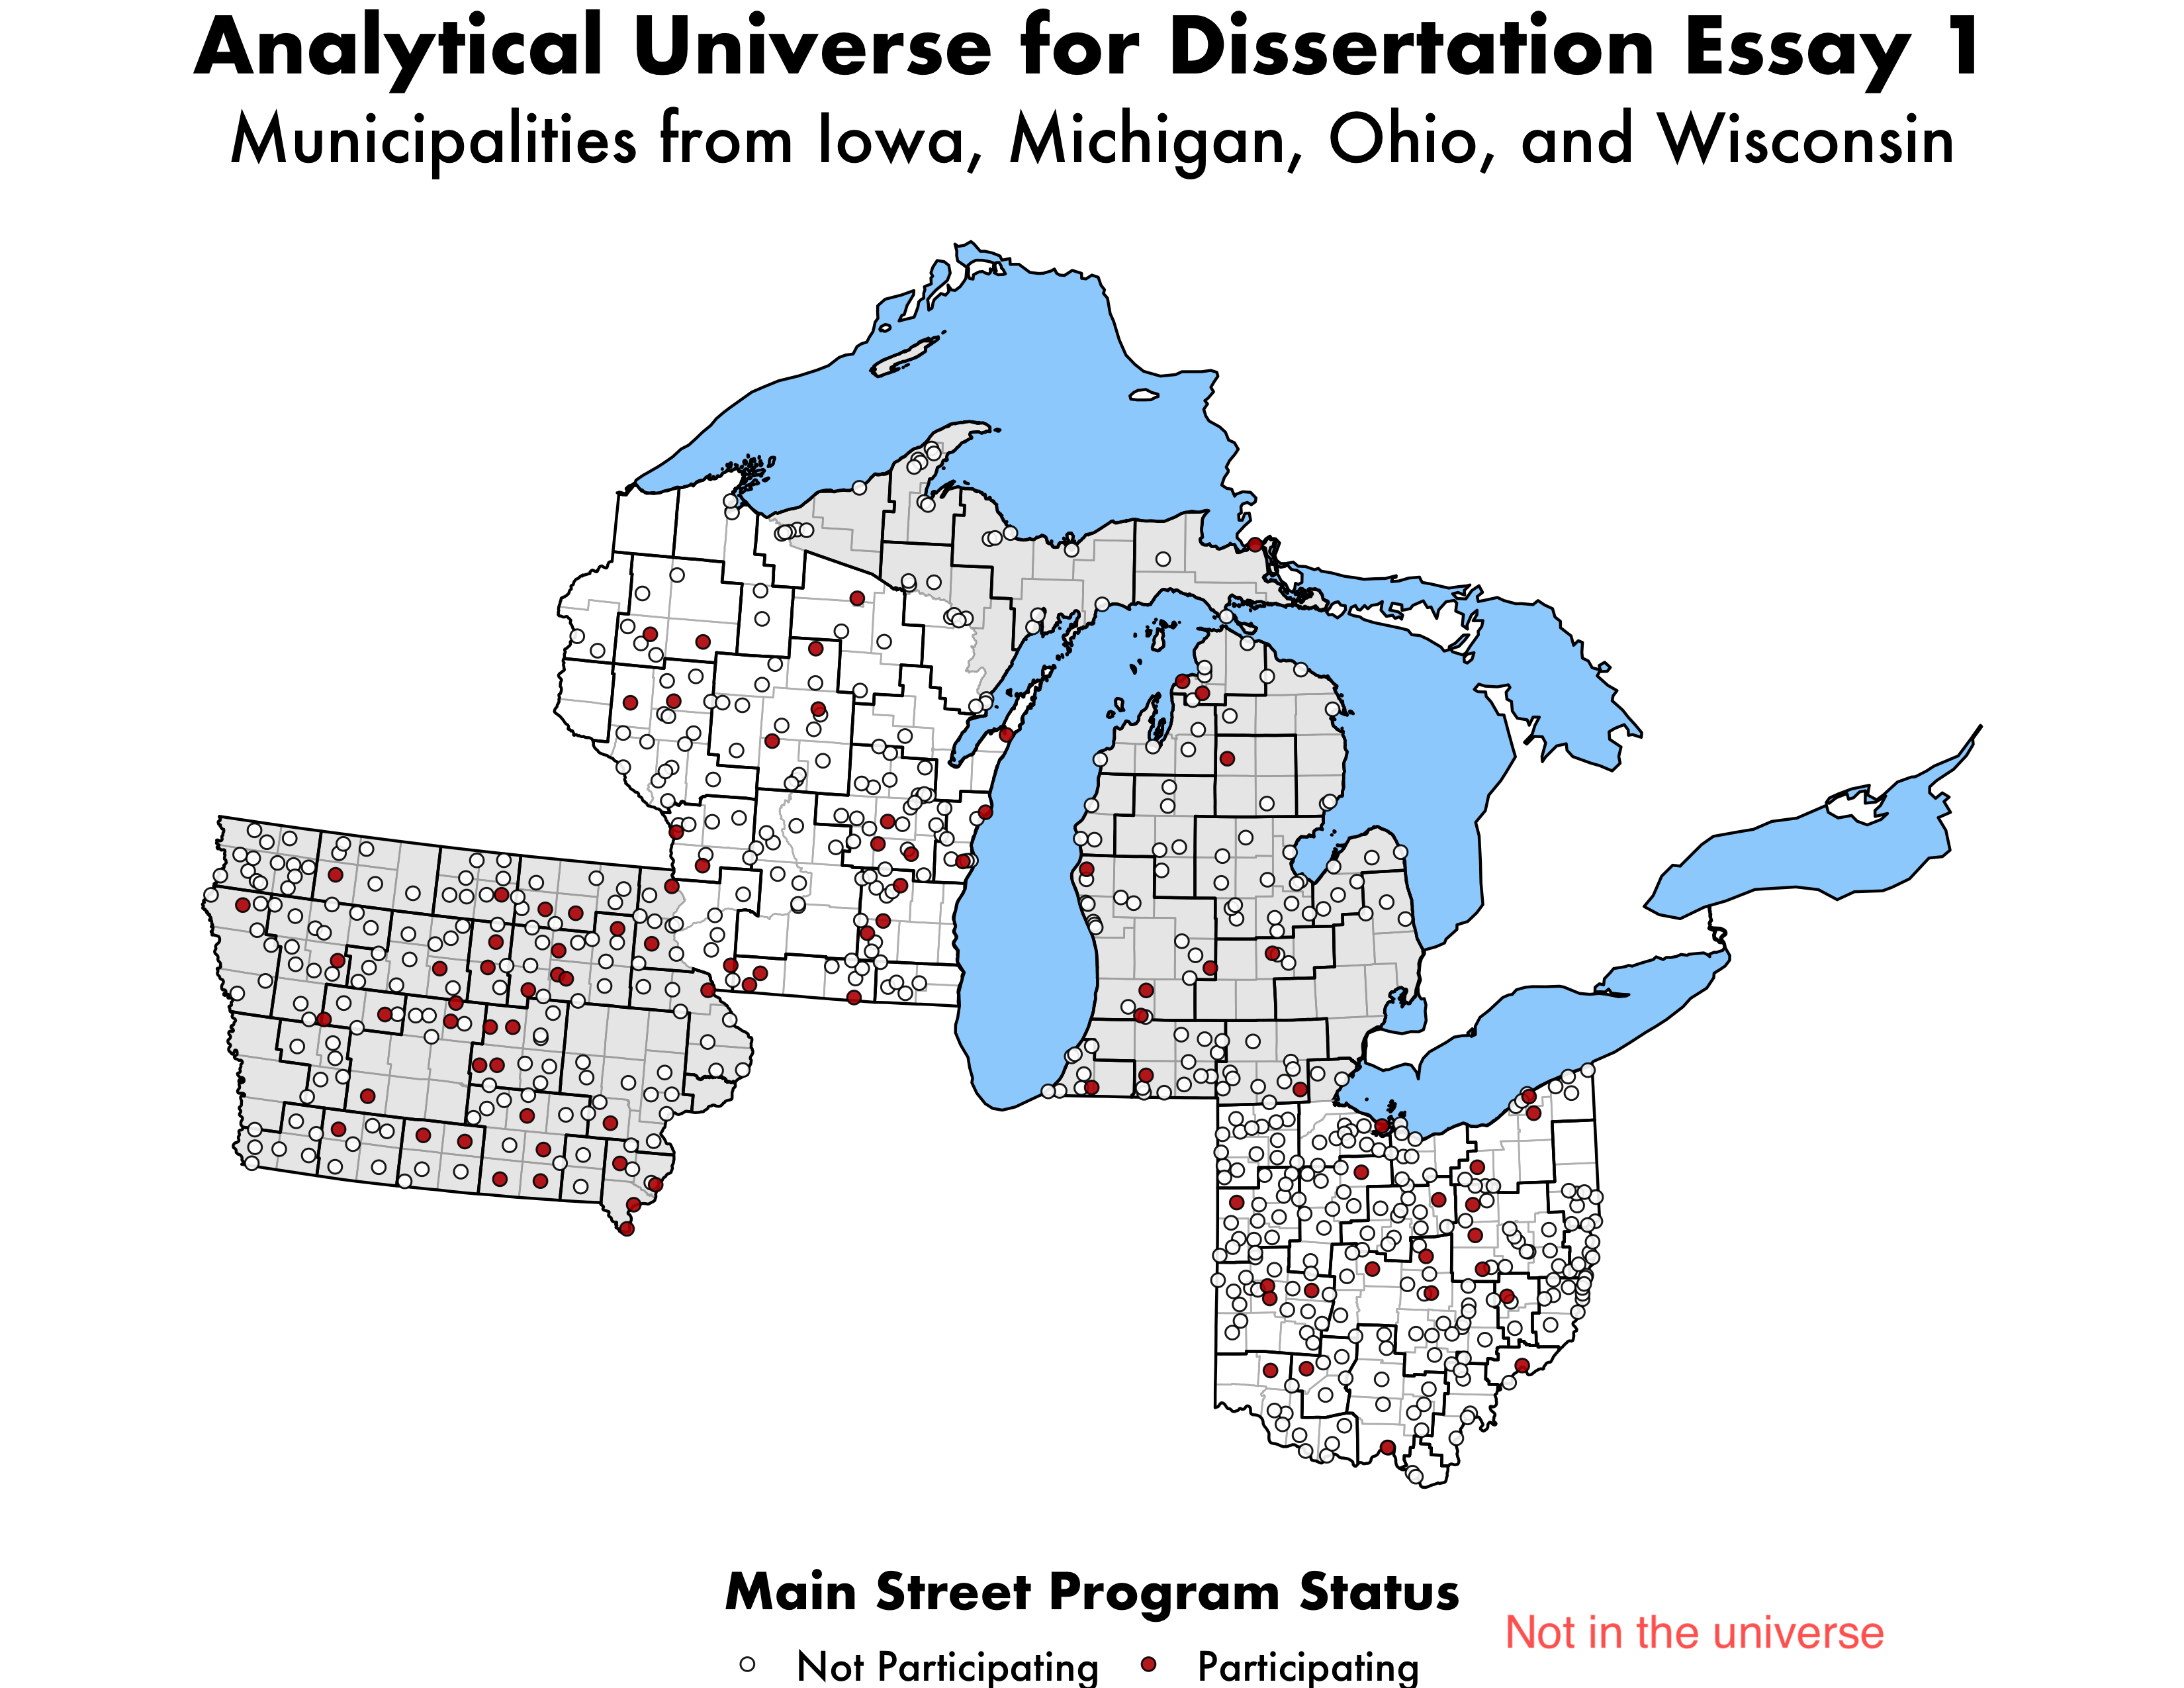 Analytical Universe for Dissertation Essay 1
Municipalities from Iowa, Michigan, Ohio, and Wisconsin
Main Street Program Status
Not in the universe
Not Participating
Participating